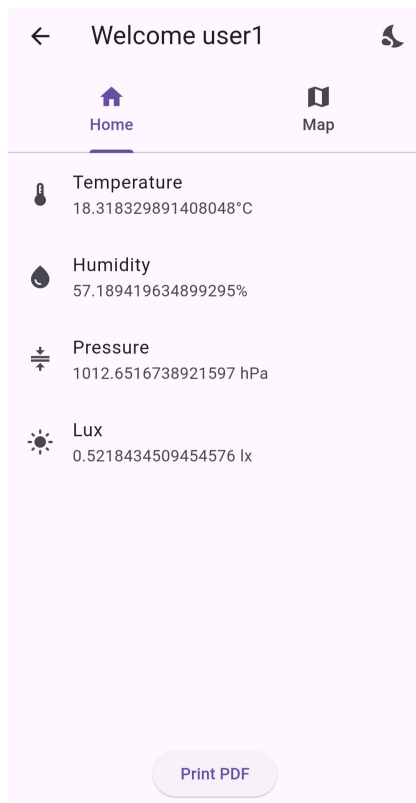 Welcome user1
Home
Map
Temperature
18.318329891408048°C
Humidity
57.189419634899295%
Pressure
1012.6516738921597 hPa
Lux
0.5218434509454576 lx
Print PDF